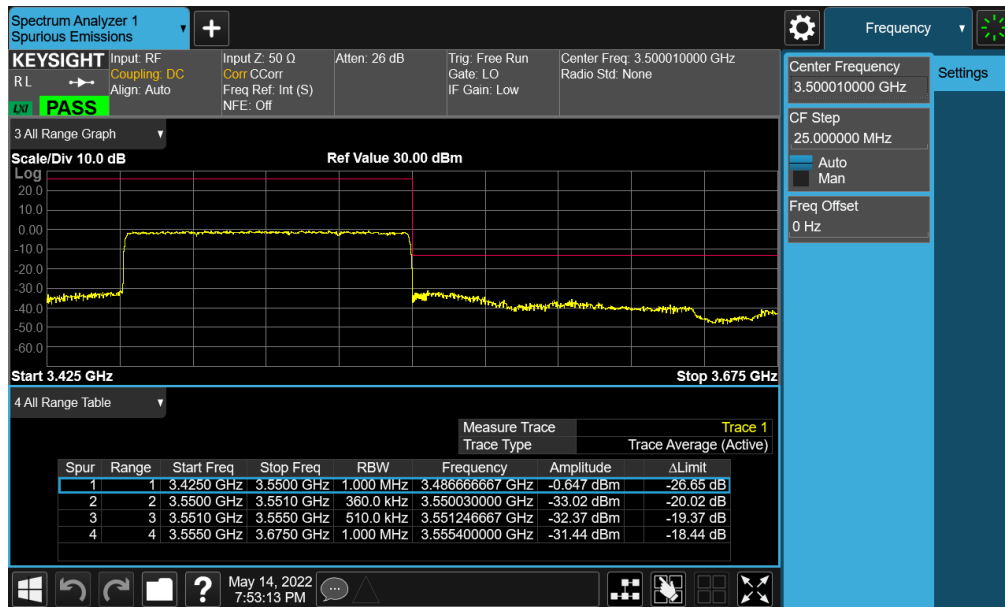 Spectrum Analyzer 1
Spurious Emissions
Frequency
KEYSIGHT
RL
LXI
PASS
Input: RF
Coupling: DC
Align: Auto
Input Z: 50 Ω
Corr CCorr
Freq Ref: Int (S)
NFE: Off
Atten: 26 dB
Trig: Free Run
Gate: LO
IF Gain: Low
Center Freq: 3.500010000 GHz
Radio Std: None
Center Frequency
3.500010000 GHz
Settings
CF Step
25.000000 MHz
Auto
Man
Freq Offset
0 Hz
3 All Range Graph
Scale/Div 10.0 dB Ref Value 30.00 dBm
Log
20.0
10.0
0.00
-10.0
-20.0
-30.0
-40.0
-50.0
-60.0
Start 3.425 GHz Stop 3.675 GHz
4 All Range Table
Measure Trace Trace 1
Trace Type Trace Average (Active)
Spur Range Start Freq Stop Freq RBW Frequency Amplitude ΔLimit
1 1 3.4250 GHz 3.5500 GHz 1.000 MHz 3.486666667 GHz -0.647 dBm -26.65 dB
2 2 3.5500 GHz 3.5510 GHz 360.0 kHz 3.550030000 GHz -33.02 dBm -20.02 dB
3 3 3.5510 GHz 3.5550 GHz 510.0 kHz 3.551246667 GHz -32.37 dBm -19.37 dB
4 4 3.5550 GHz 3.6750 GHz 1.000 MHz 3.555400000 GHz -31.44 dBm -18.44 dB
?
May 14, 2022
7:53:13 PM